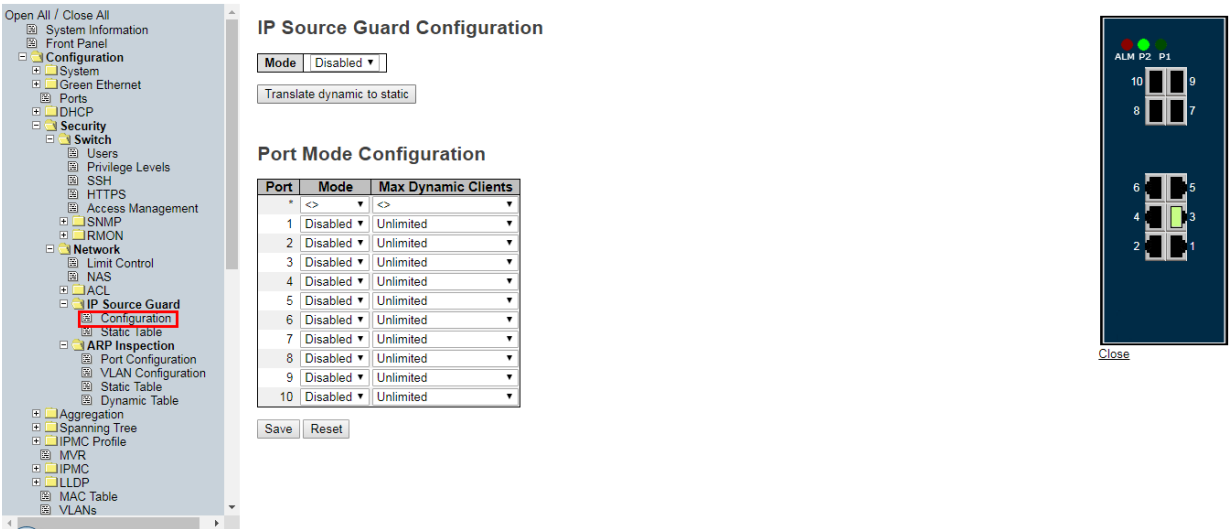 Open All / Close All
System Information
Front Panel
Configuration
System
Green Ethernet
Ports
DHCP
Security
Switch
Users
Privilege Levels
SSH
HTTPS
Access Management
SNMP
RMON
Network
Limit Control
NAS
ACL
IP Source Guard
Configuration
Static Table
ARP Inspection
Port Configuration
VLAN Configuration
Static Table
Dynamic Table
Aggregation
Spanning Tree
IPMC Profile
MVR
IPMC
LLDP
MAC Table
VLANs
IP Source Guard Configuration
Mode Disabled
Translate dynamic to static
Port Mode Configuration
Port Mode Max Dynamic Clients
* <> <>
1 Disabled Unlimited
2 Disabled Unlimited
3 Disabled Unlimited
4 Disabled Unlimited
5 Disabled Unlimited
6 Disabled Unlimited
7 Disabled Unlimited
8 Disabled Unlimited
9 Disabled Unlimited
10 Disabled Unlimited
Save Reset
ALM P2 P1
10 9
8 7
6 5
4 3
2 1
Close